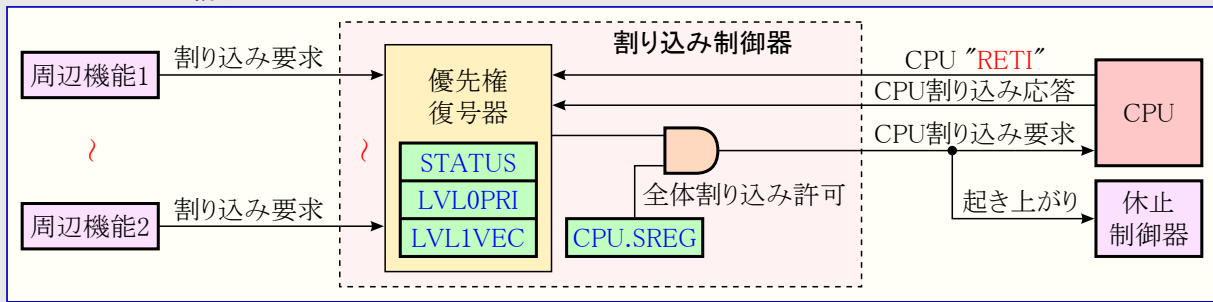 割り込み制御器
周辺機能1
割り込み要求
～
～
周辺機能2
割り込み要求
優先権
復号器
STATUS
LVL0PRI
LVL1VEC
全体割り込み許可
CPU.SREG
CPU "RETI"
CPU割り込み応答
CPU割り込み要求
CPU
起き上がり
休止
制御器